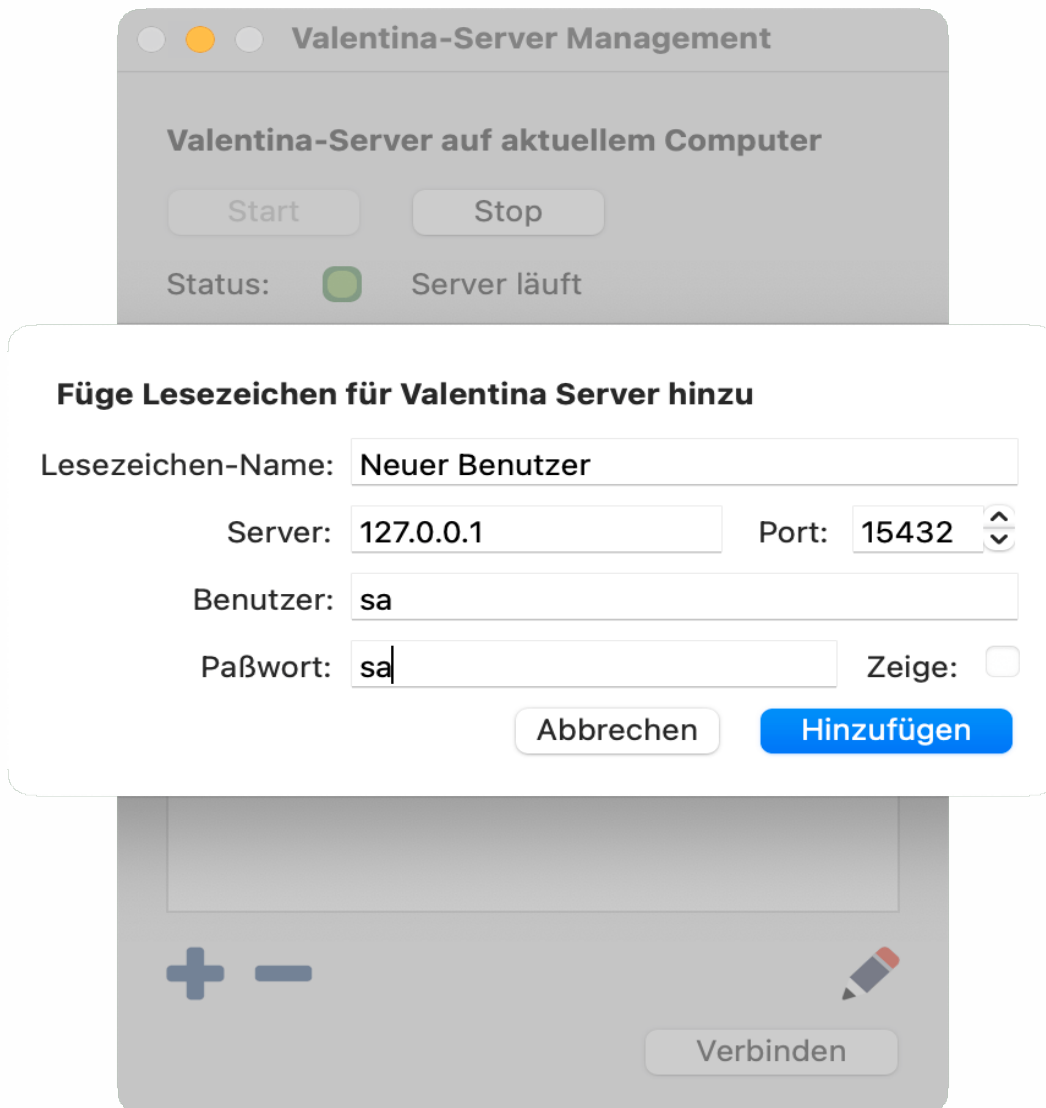 Valentina-Server Management
Valentina-Server auf aktuellem Computer
Start Stop
Status: Server läuft
Füge Lesezeichen für Valentina Server hinzu
Lesezeichen-Name: Neuer Benutzer
Server: 127.0.0.1 Port: 15432
Benutzer: sa
Paßwort: sa Zeige:
Abbrechen Hinzufügen
Verbinden